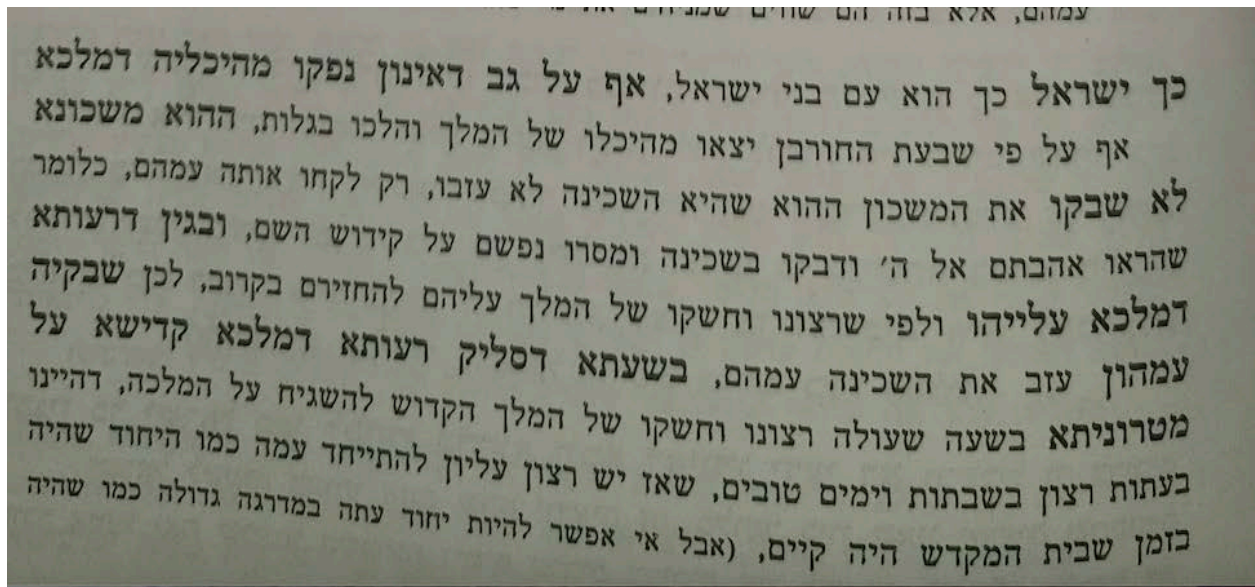 עמהם, אלא בזה הם שוים
כך ישראל כך הוא עם בני ישראל, אף על גב דאינון נפקו מהיכליה דמלכא
אף על פי שבעת החורבן יצאו מהיכלו של המלך והלכו בגלות, ההוא משכונא
לא שבקו את המשכון ההוא שהיא השכינה לא עזבו, רק לקחו אותה עמהם, כלומר
שהראו אהבתם אל ה׳ ודבקו בשכינה ומסרו נפשם על קידוש השם, ובגין דרעותא
דמלכא עלייהו ולפי שרצונו וחשקו של המלך עליהם להחזירם בקרוב, לכן שבקיה
עמהון עזב את השכינה עמהם, בשעתא דסליק רעותא דמלכא קדישא על
מטרוניתא בשעה שעולה רצונו וחשקו של המלך הקדוש להשגיח על המלכה, דהיינו
בעתות רצון בשבתות וימים טובים, שאז יש רצון עליון להתייחד עמה כמו היחוד שהיה
בזמן שבית המקדש היה קיים, (אבל אי אפשר להיות יחוד עתה במדרגה גדולה כמו שהיה